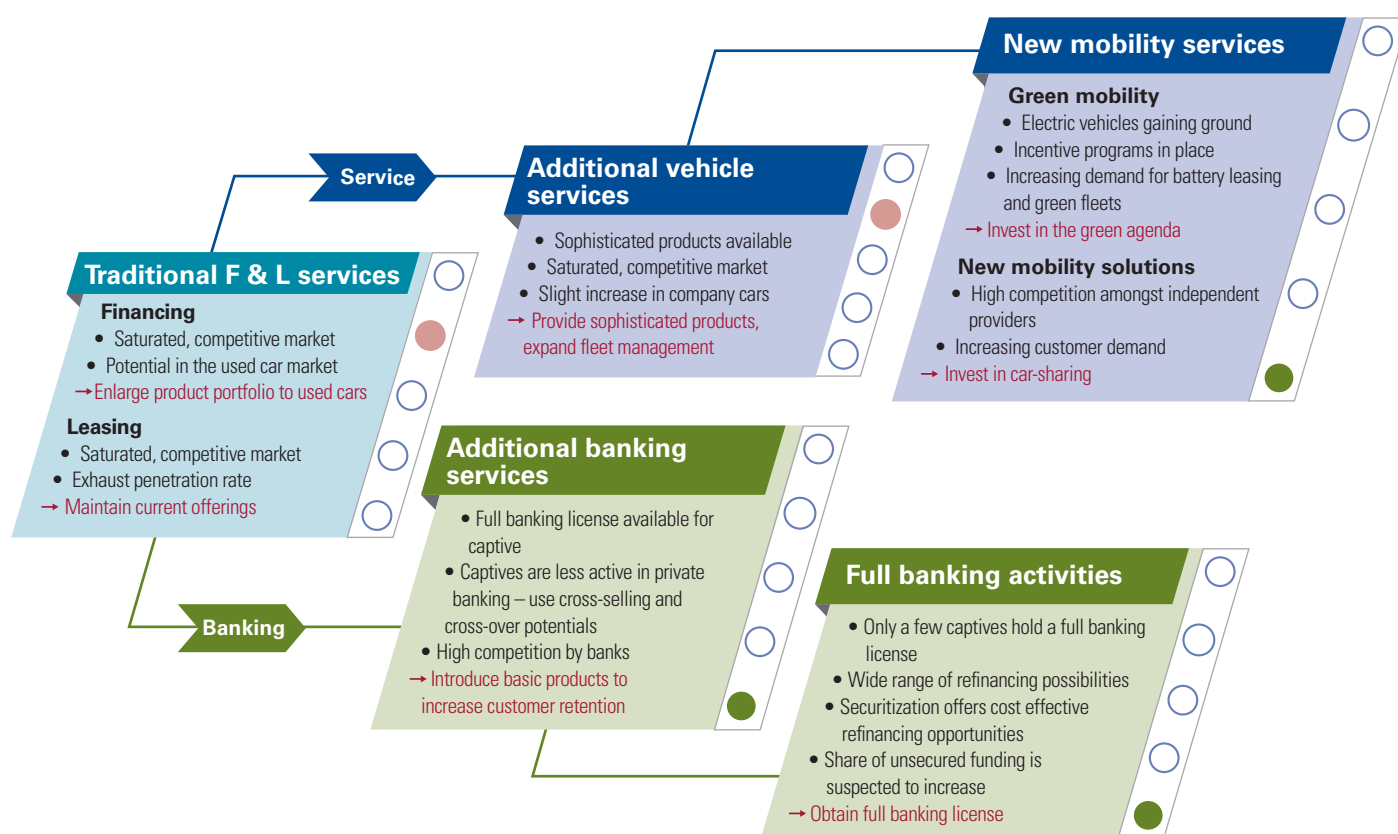 Traditional F & L services
Financing
• Saturated, competitive market
• Potential in the used car market
→ Enlarge product portfolio to used cars
Leasing
• Saturated, competitive market
• Exhaust penetration rate
→ Maintain current offerings
Service
Additional vehicle
services
• Sophisticated products available
• Saturated, competitive market
• Slight increase in company cars
→ Provide sophisticated products,
expand fleet management
New mobility services
Green mobility
• Electric vehicles gaining ground
• Incentive programs in place
• Increasing demand for battery leasing
and green fleets
→ Invest in the green agenda
New mobility solutions
• High competition amongst independent
providers
• Increasing customer demand
→ Invest in car-sharing
Banking
Additional banking
services
• Full banking license available for
captive
• Captives are less active in private
banking – use cross-selling and
cross-over potentials
• High competition by banks
→ Introduce basic products to
increase customer retention
Full banking activities
• Only a few captives hold a full banking
license
• Wide range of refinancing possibilities
• Securitization offers cost effective
refinancing opportunities
• Share of unsecured funding is
suspected to increase
→ Obtain full banking license